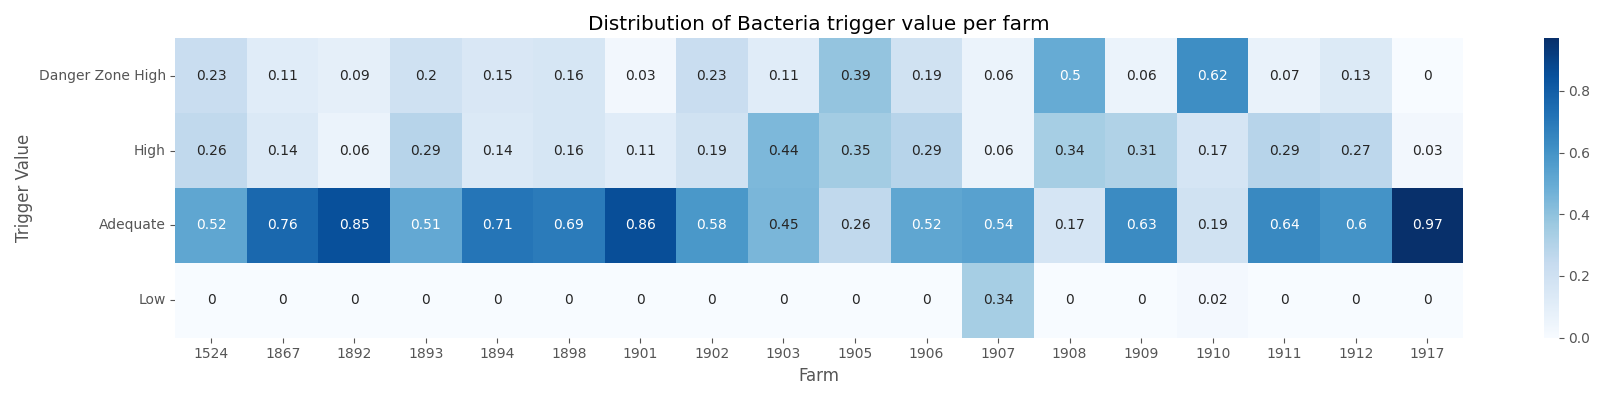 Distribution of Bacteria trigger value per farm
Trigger Value
Danger Zone High 0.23 0.11 0.09 0.2 0.15 0.16 0.03 0.23 0.11 0.39 0.19 0.06 0.5 0.06 0.62 0.07 0.13 0
High 0.26 0.14 0.06 0.29 0.14 0.16 0.11 0.19 0.44 0.35 0.29 0.06 0.34 0.31 0.17 0.29 0.27 0.03
Adequate 0.52 0.76 0.85 0.51 0.71 0.69 0.86 0.58 0.45 0.26 0.52 0.54 0.17 0.63 0.19 0.64 0.6 0.97
Low 0 0 0 0 0 0 0 0 0 0 0 0.34 0 0 0.02 0 0 0
1524 1867 1892 1893 1894 1898 1901 1902 1903 1905 1906 1907 1908 1909 1910 1911 1912 1917
Farm
0.8
0.6
0.4
0.2
0.0